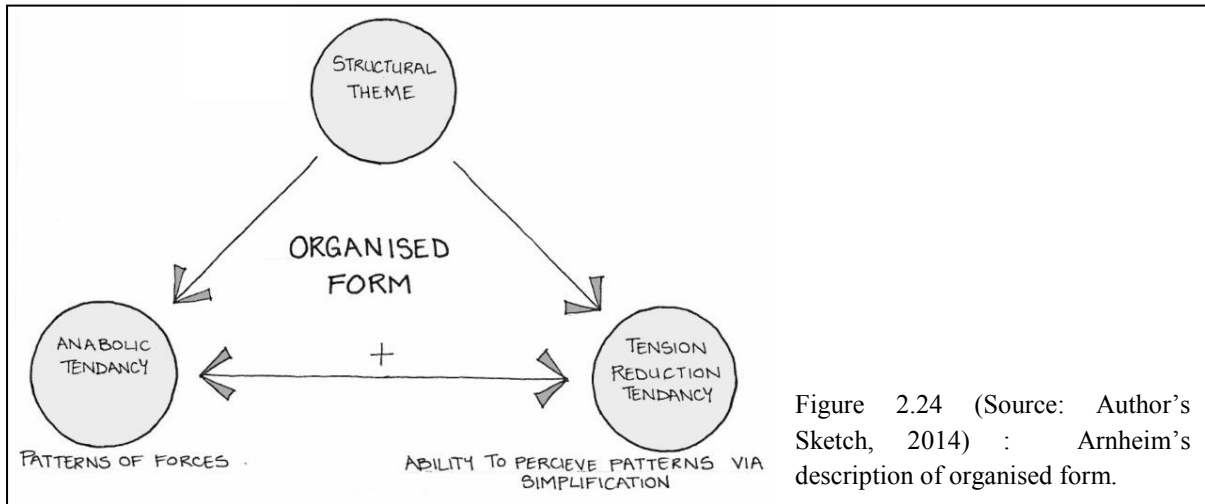 STRUCTURAL
THEME
ORGANISED
FORM
ANABOLIC
TENDANCY
+
TENSION
REDUCTION
TENDANCY
PATTERNS OF FORCES.
ABILITY TO PERCIEVE PATTERNS VIA
SIMPLIFICATION
Figure 2.24 (Source: Author’s
Sketch, 2014) : Arnheim’s
description of organised form.